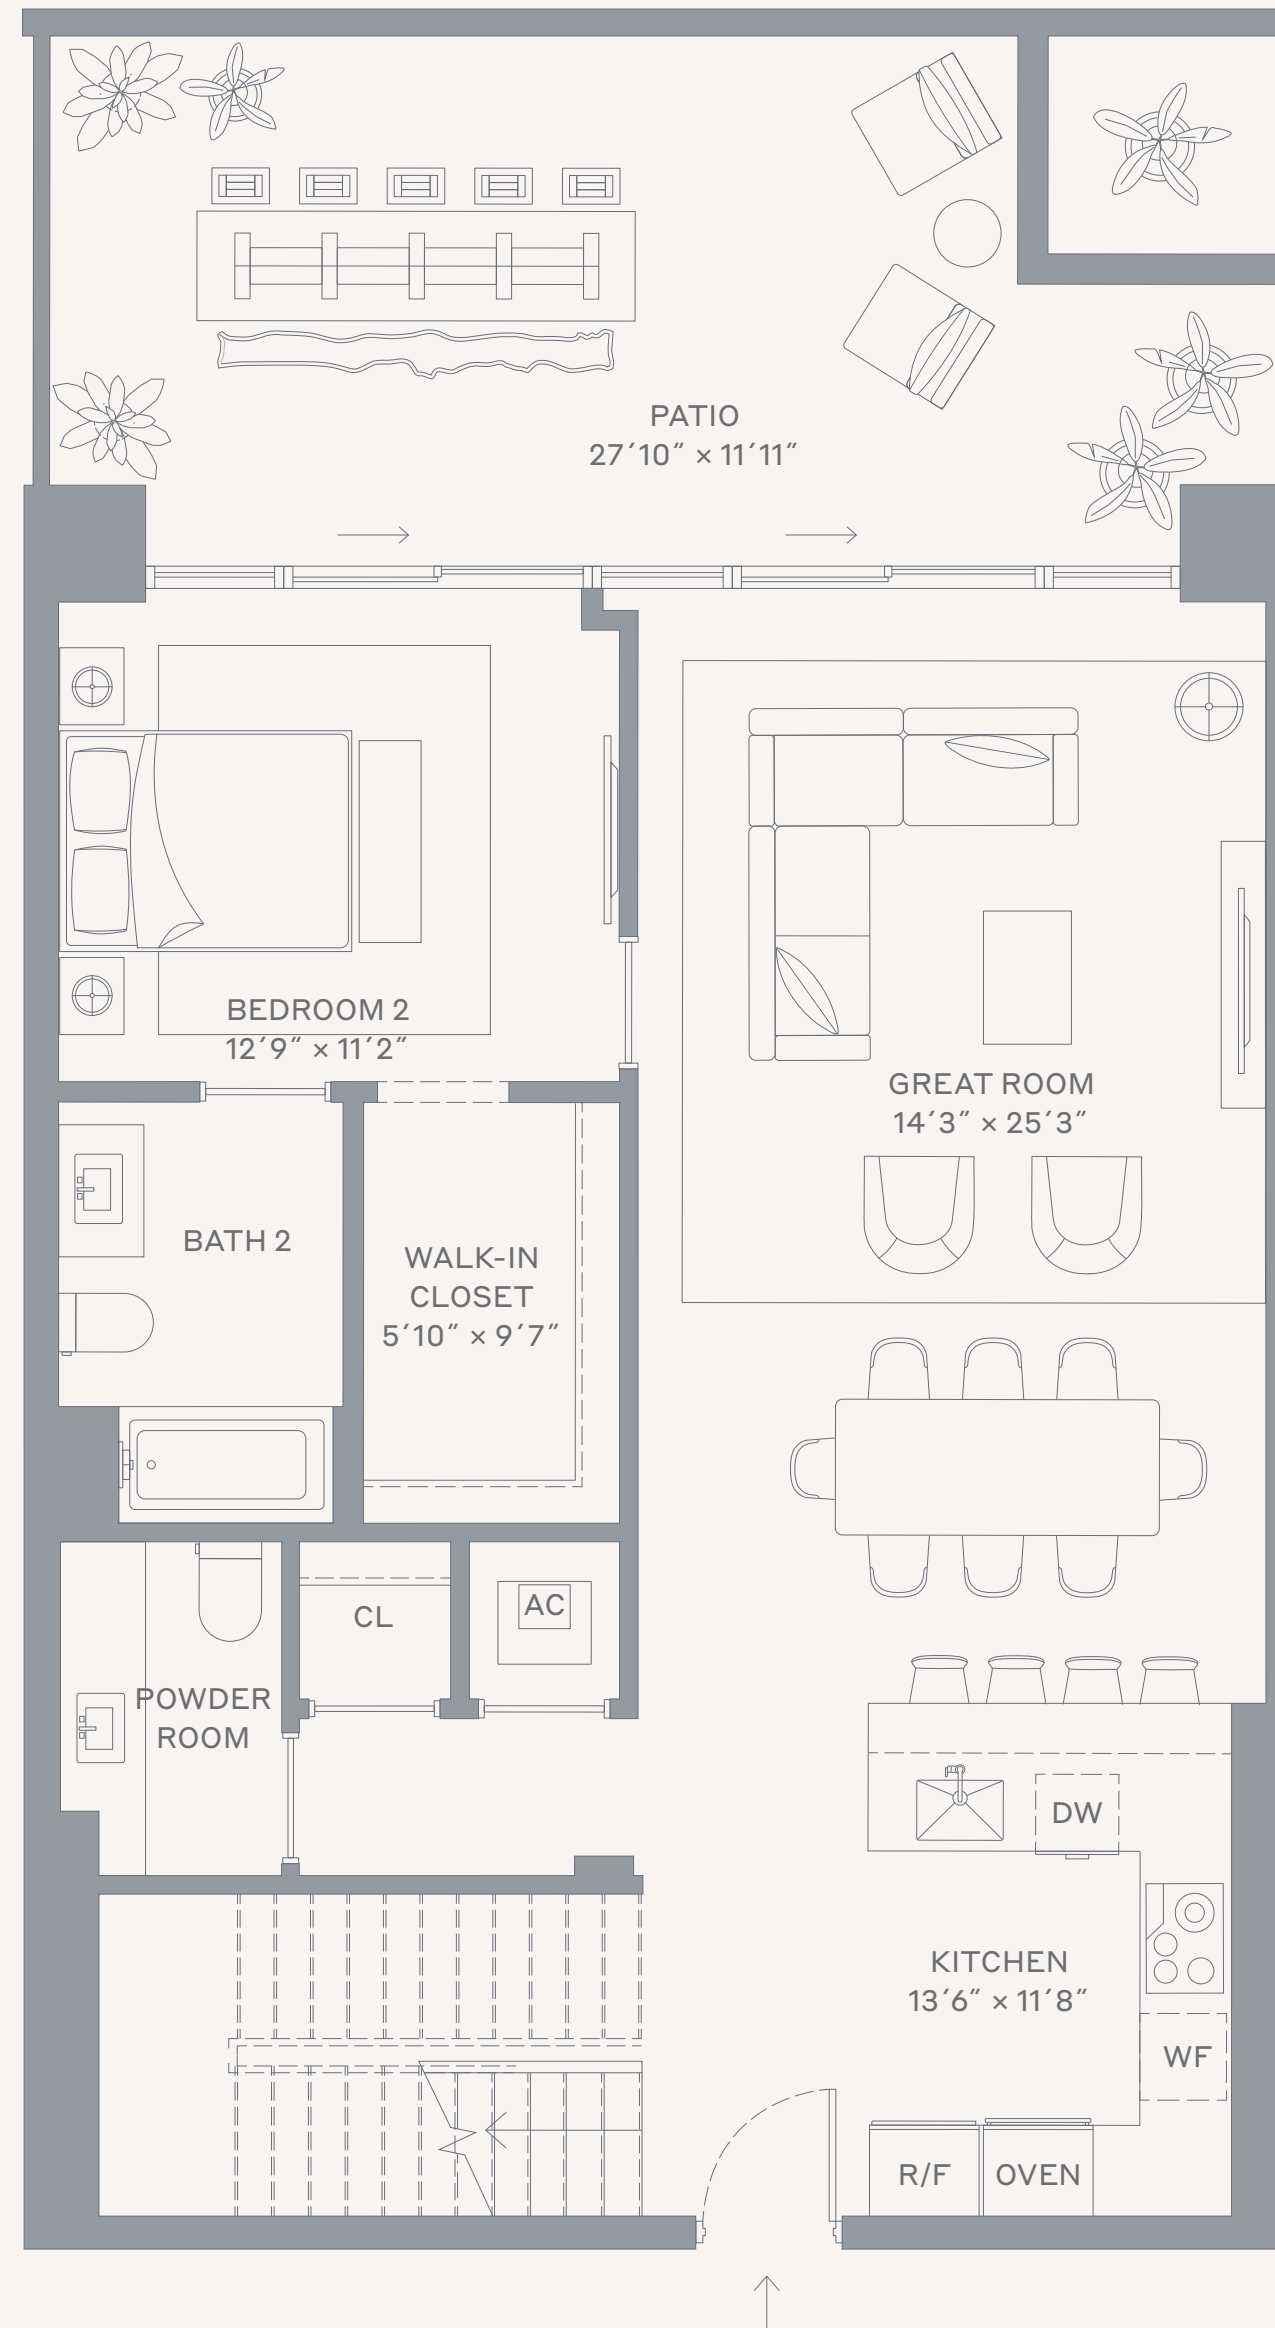 PATIO
27´10˝ × 11´11˝
BEDROOM 2
12´9˝ × 11´2˝
GREAT ROOM
14´3˝ × 25´3˝
BATH 2
WALK-IN
CLOSET
5´10˝ × 9´7˝
CL
AC
POWDER
ROOM
DW
KITCHEN
13´6˝ × 11´8˝
WF
R/F
OVEN